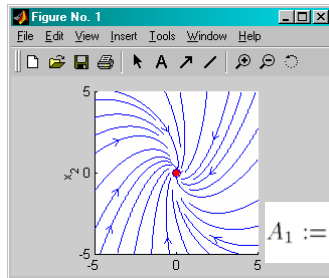 Figure No. 1
File Edit View Insert Tools Window Help
A
5
x₂
0
-5
-5 0 5
A₁ :=